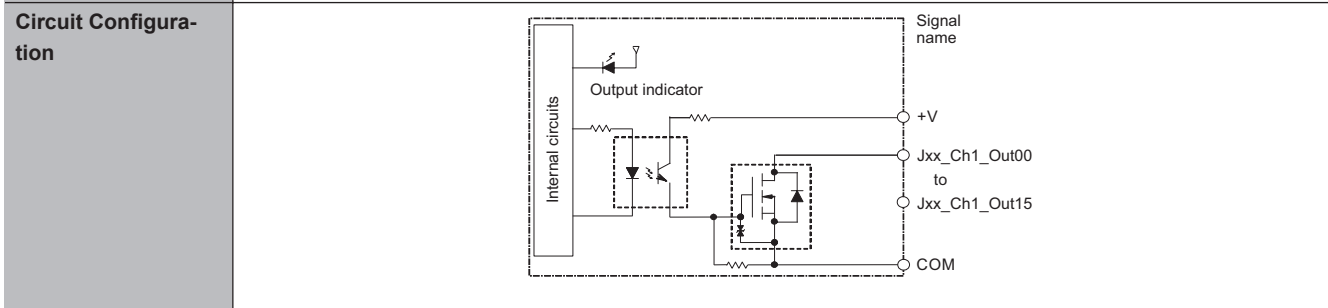 Circuit Configura-
tion
Signal
name
Output indicator
Internal circuits
+V
Jxx_Ch1_Out00
to
Jxx_Ch1_Out15
COM